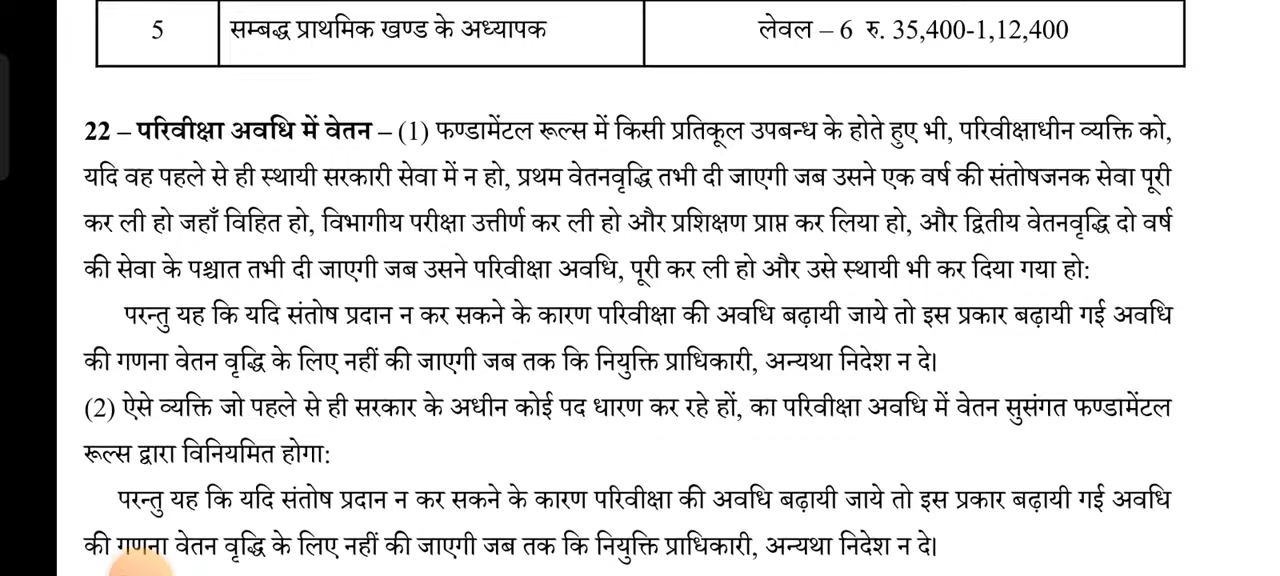 5 सम्बद्ध प्राथमिक खण्ड के अध्यापक लेवल – 6 रु. 35,400-1,12,400
22 – परिवीक्षा अवधि में वेतन – (1) फण्डामेंटल रूल्स में किसी प्रतिकूल उपबन्ध के होते हुए भी, परिवीक्षाधीन व्यक्ति को,
यदि वह पहले से ही स्थायी सरकारी सेवा में न हो, प्रथम वेतनवृद्धि तभी दी जाएगी जब उसने एक वर्ष की संतोषजनक सेवा पूरी
कर ली हो जहाँ विहित हो, विभागीय परीक्षा उत्तीर्ण कर ली हो और प्रशिक्षण प्राप्त कर लिया हो, और द्वितीय वेतनवृद्धि दो वर्ष
की सेवा के पश्चात तभी दी जाएगी जब उसने परिवीक्षा अवधि, पूरी कर ली हो और उसे स्थायी भी कर दिया गया हो:
परन्तु यह कि यदि संतोष प्रदान न कर सकने के कारण परिवीक्षा की अवधि बढ़ायी जाये तो इस प्रकार बढ़ायी गई अवधि
की गणना वेतन वृद्धि के लिए नहीं की जाएगी जब तक कि नियुक्ति प्राधिकारी, अन्यथा निदेश न दे।
(2) ऐसे व्यक्ति जो पहले से ही सरकार के अधीन कोई पद धारण कर रहे हों, का परिवीक्षा अवधि में वेतन सुसंगत फण्डामेंटल
रूल्स द्वारा विनियमित होगा:
परन्तु यह कि यदि संतोष प्रदान न कर सकने के कारण परिवीक्षा की अवधि बढ़ायी जाये तो इस प्रकार बढ़ायी गई अवधि
की गणना वेतन वृद्धि के लिए नहीं की जाएगी जब तक कि नियुक्ति प्राधिकारी, अन्यथा निदेश न दे।